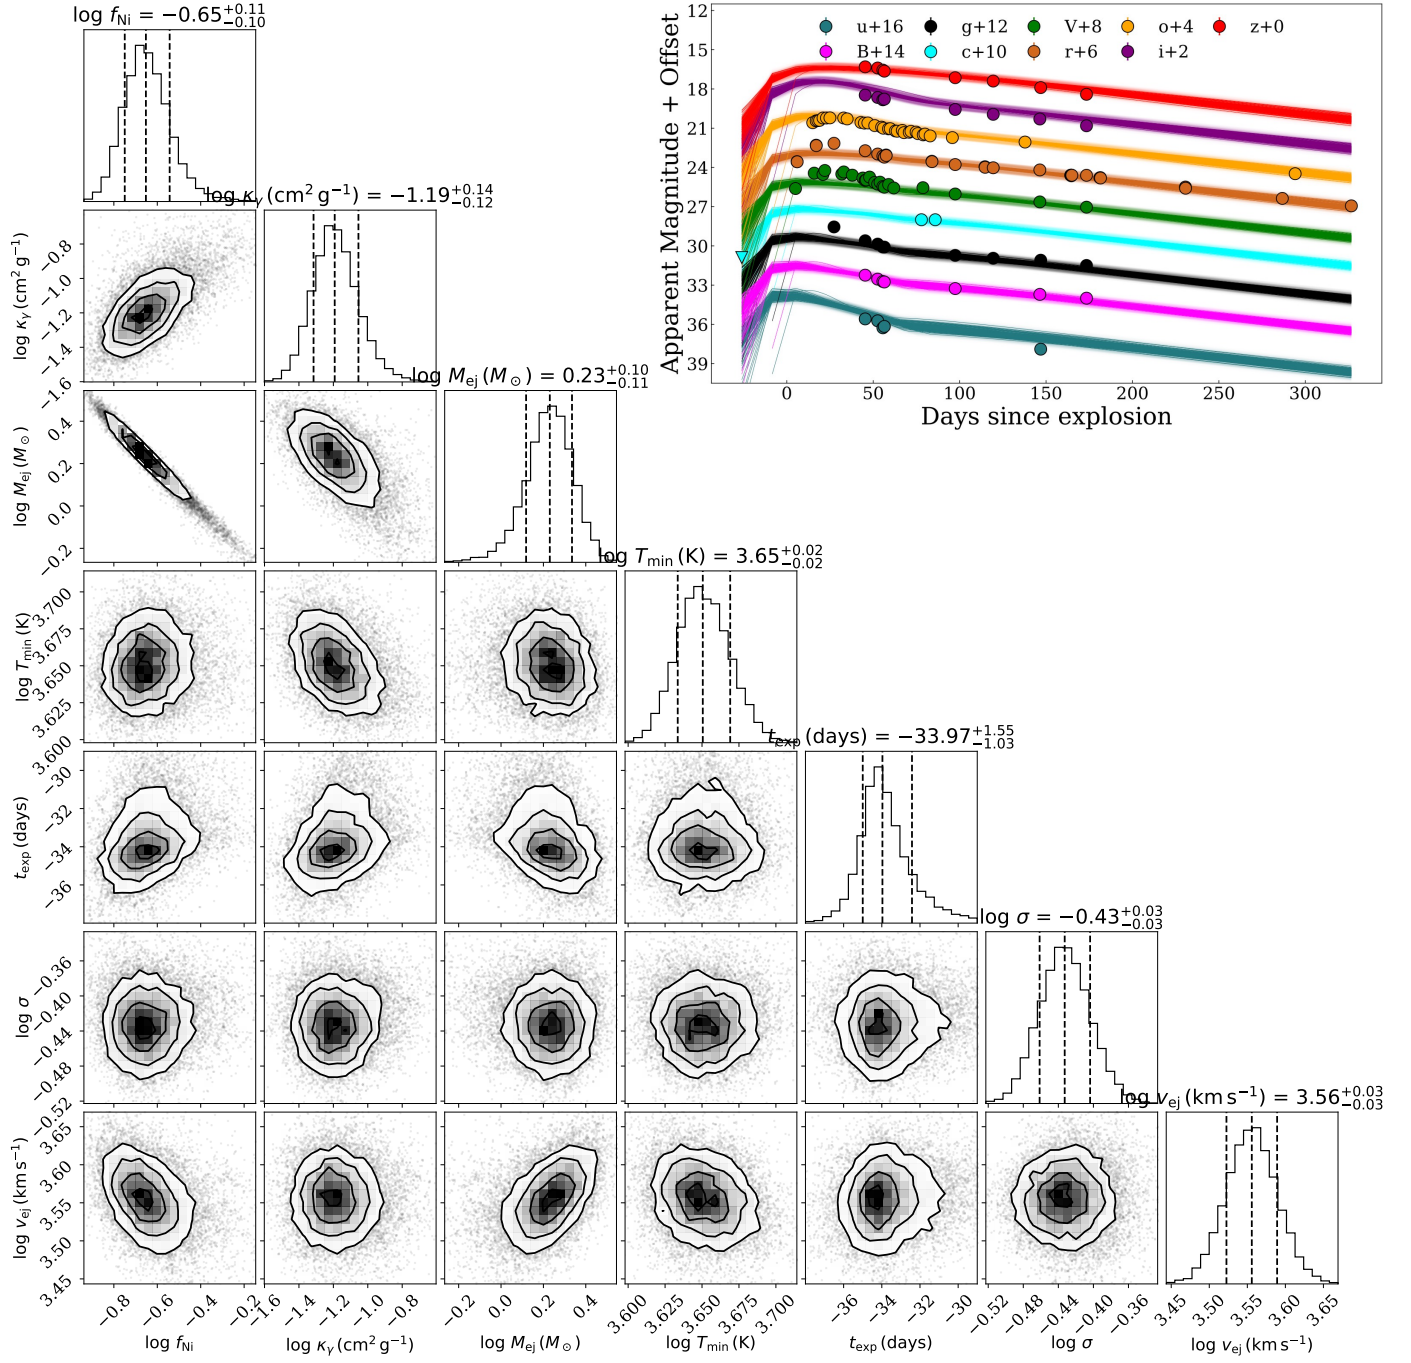 log f_Ni = −0.65^{+0.11}_{−0.10}
12
15
18
21
24
27
30
33
36
39
Apparent Magnitude + Offset
u+16 g+12 V+8 o+4 z+0
B+14 c+10 r+6 i+2
0 50 100 150 200 250 300
Days since explosion
log κ_γ (cm² g⁻¹) = −1.19^{+0.14}_{−0.12}
−0.8
−1.0
−1.2
−1.4
−1.6
log κ_γ (cm² g⁻¹)
log M_ej (M_⊙) = 0.23^{+0.10}_{−0.11}
0.4
0.2
0.0
−0.2
log M_ej (M_⊙)
log T_min (K) = 3.65^{+0.02}_{−0.02}
3.700
3.675
3.650
3.625
3.600
log T_min (K)
t_exp (days) = −33.97^{+1.55}_{−1.03}
−30
−32
−34
−36
t_exp (days)
log σ = −0.43^{+0.03}_{−0.03}
−0.36
−0.40
−0.44
−0.48
−0.52
log σ
log v_ej (km s⁻¹) = 3.56^{+0.03}_{−0.03}
3.65
3.60
3.55
3.50
3.45
log v_ej (km s⁻¹)
−0.8 −0.6 −0.4 −0.2 −1.6 −1.4 −1.2 −1.0 −0.8 −0.2 0.0 0.2 0.4 3.600 3.625 3.650 3.675 3.700 −36 −34 −32 −30 −0.52 −0.48 −0.44 −0.40 −0.36 3.45 3.50 3.55 3.60 3.65
log f_Ni log κ_γ (cm² g⁻¹) log M_ej (M_⊙) log T_min (K) t_exp (days) log σ log v_ej (km s⁻¹)